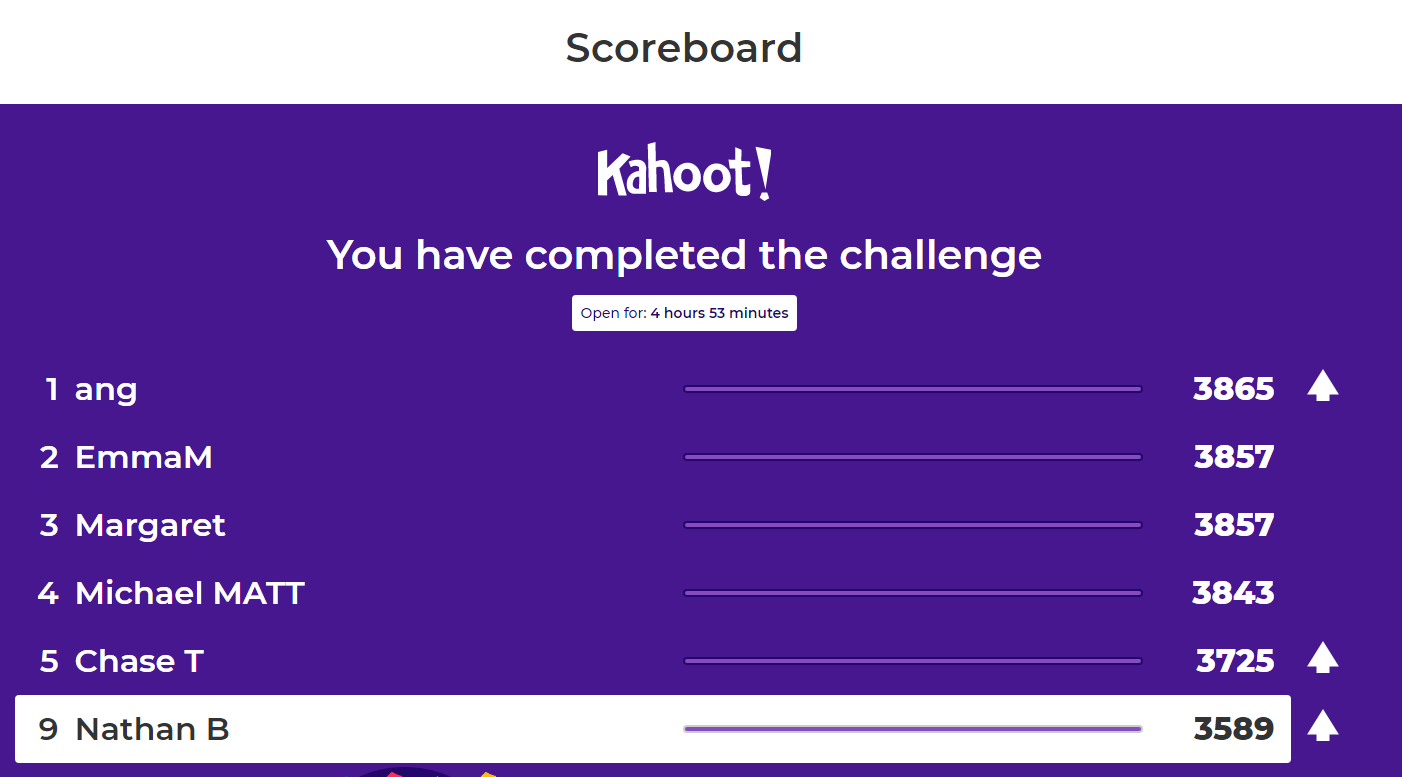 Scoreboard
Kahoot!
You have completed the challenge
Open for: 4 hours 53 minutes
1 ang 3865
2 EmmaM 3857
3 Margaret 3857
4 Michael MATT 3843
5 Chase T 3725
9 Nathan B 3589